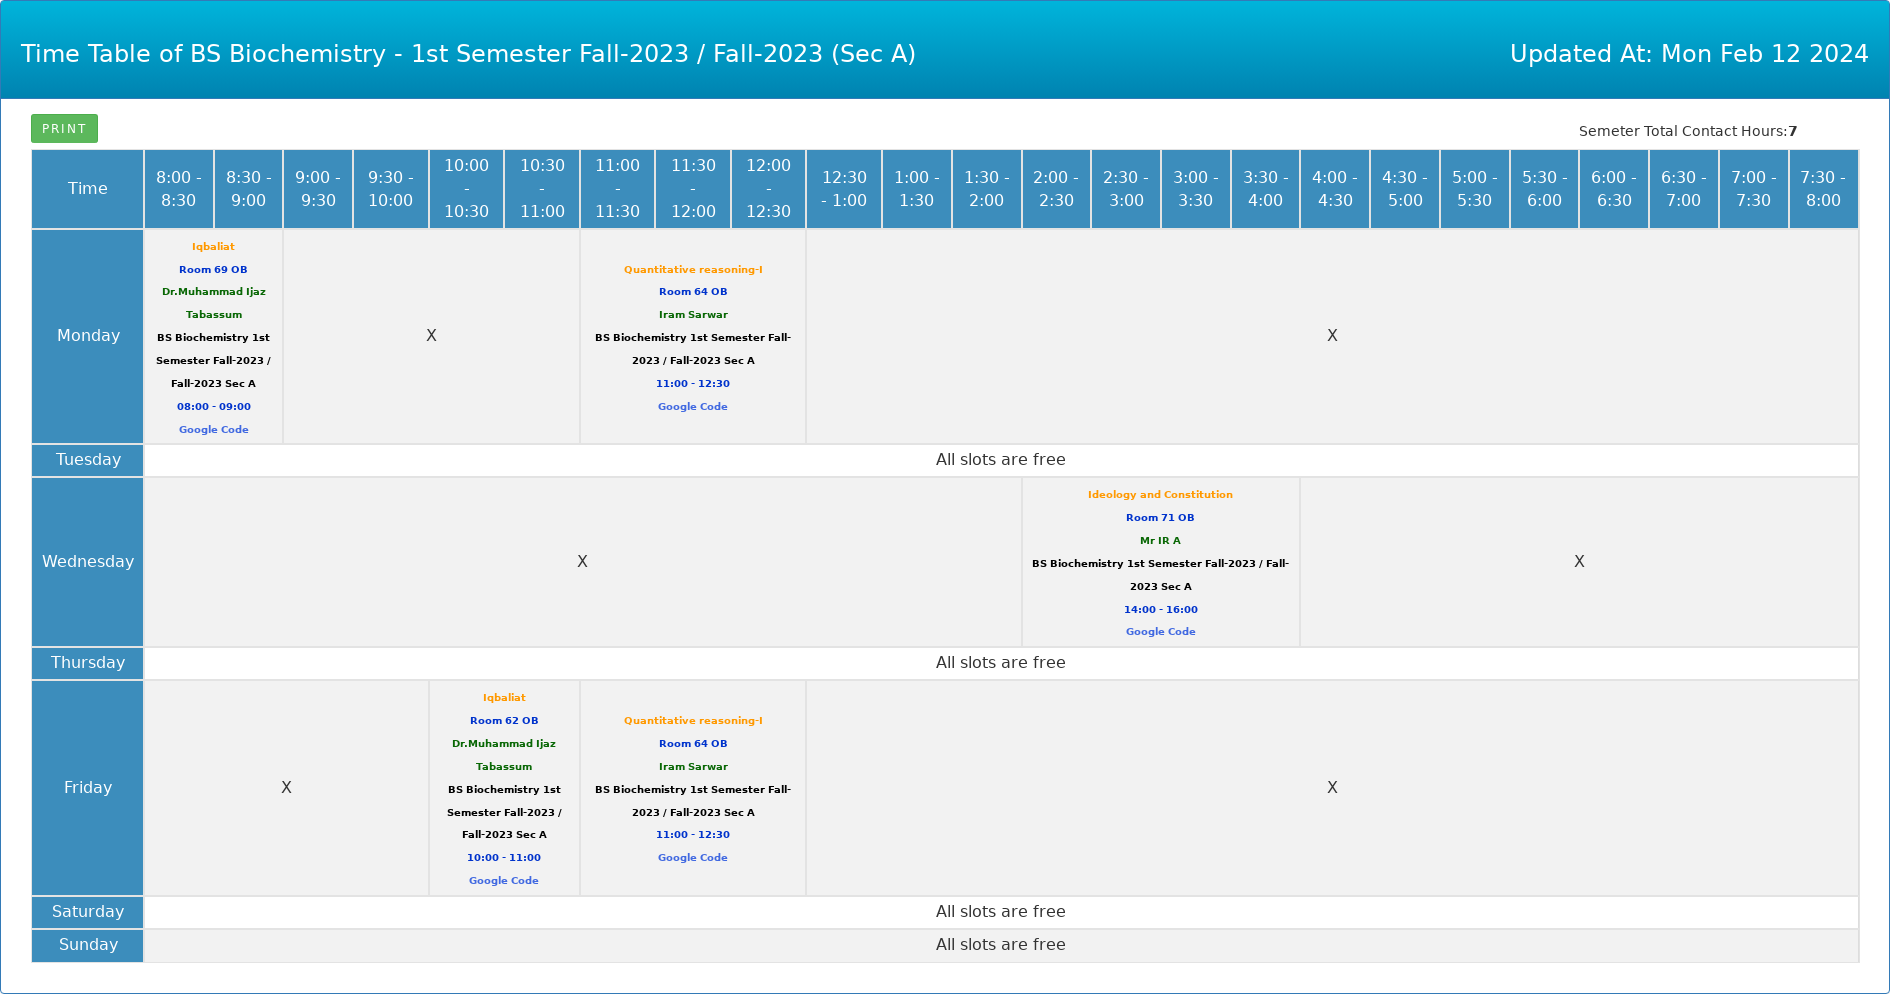 Time Table of BS Biochemistry - 1st Semester Fall-2023 / Fall-2023 (Sec A)
Updated At: Mon Feb 12 2024
PRINT
Semeter Total Contact Hours:7
Time
8:00 -
8:30
8:30 -
9:00
9:00 -
9:30
9:30 -
10:00
10:00
-
10:30
10:30
-
11:00
11:00
-
11:30
11:30
-
12:00
12:00
-
12:30
12:30
- 1:00
1:00 -
1:30
1:30 -
2:00
2:00 -
2:30
2:30 -
3:00
3:00 -
3:30
3:30 -
4:00
4:00 -
4:30
4:30 -
5:00
5:00 -
5:30
5:30 -
6:00
6:00 -
6:30
6:30 -
7:00
7:00 -
7:30
7:30 -
8:00
Monday
Iqbaliat
Room 69 OB
Dr.Muhammad Ijaz
Tabassum
BS Biochemistry 1st
Semester Fall-2023 /
Fall-2023 Sec A
08:00 - 09:00
Google Code
X
Quantitative reasoning-I
Room 64 OB
Iram Sarwar
BS Biochemistry 1st Semester Fall-
2023 / Fall-2023 Sec A
11:00 - 12:30
Google Code
X
Tuesday
All slots are free
Wednesday
X
Ideology and Constitution
Room 71 OB
Mr IR A
BS Biochemistry 1st Semester Fall-2023 / Fall-
2023 Sec A
14:00 - 16:00
Google Code
X
Thursday
All slots are free
Friday
X
Iqbaliat
Room 62 OB
Dr.Muhammad Ijaz
Tabassum
BS Biochemistry 1st
Semester Fall-2023 /
Fall-2023 Sec A
10:00 - 11:00
Google Code
Quantitative reasoning-I
Room 64 OB
Iram Sarwar
BS Biochemistry 1st Semester Fall-
2023 / Fall-2023 Sec A
11:00 - 12:30
Google Code
X
Saturday
All slots are free
Sunday
All slots are free